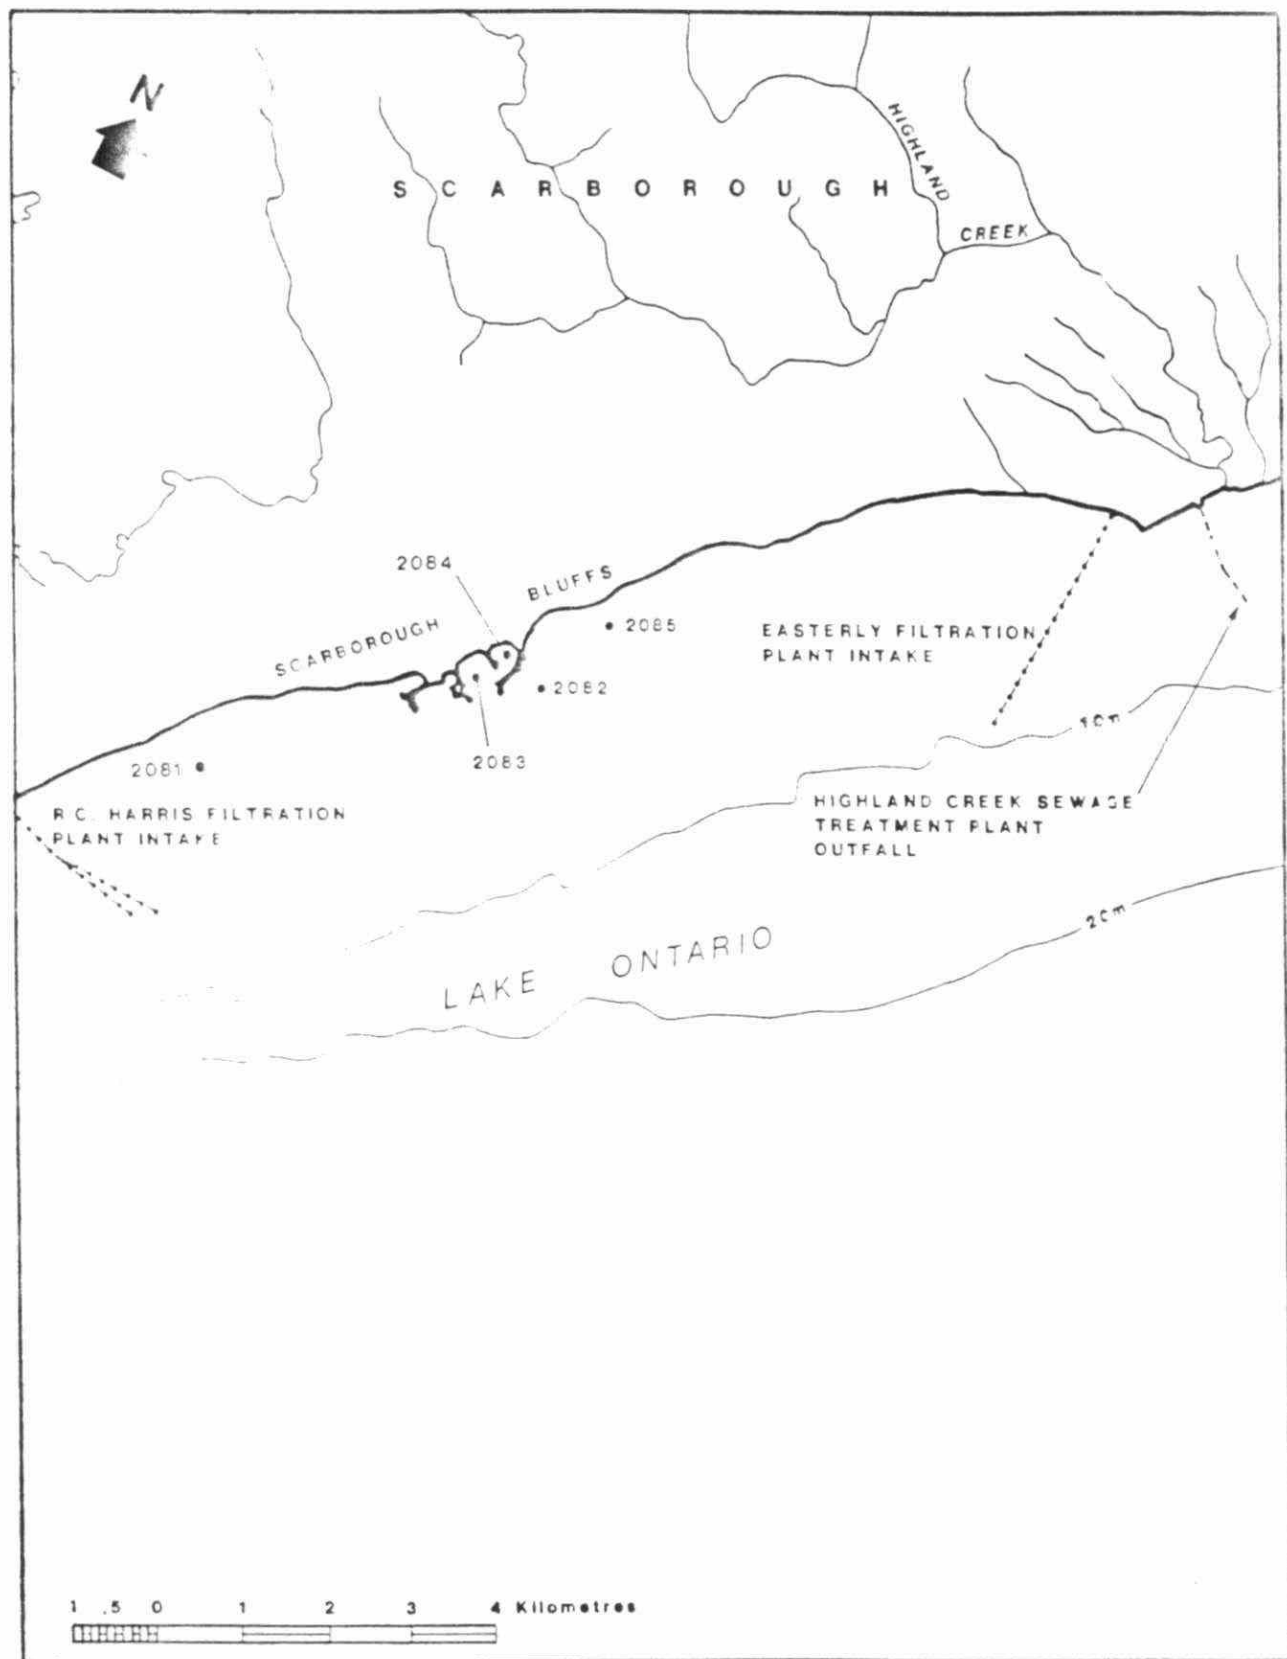 N
HIGHLAND
SCARBOROUGH
CREEK
2084
BLUFFS
SCARBOROUGH
2085
EASTERLY FILTRATION
PLANT INTAKE
2082
2083
2081
10m
R.C. HARRIS FILTRATION
PLANT INTAKE
HIGHLAND CREEK SEWAGE
TREATMENT PLANT
OUTFALL
20m
LAKE ONTARIO
1 .5 0 1 2 3 4 Kilometres